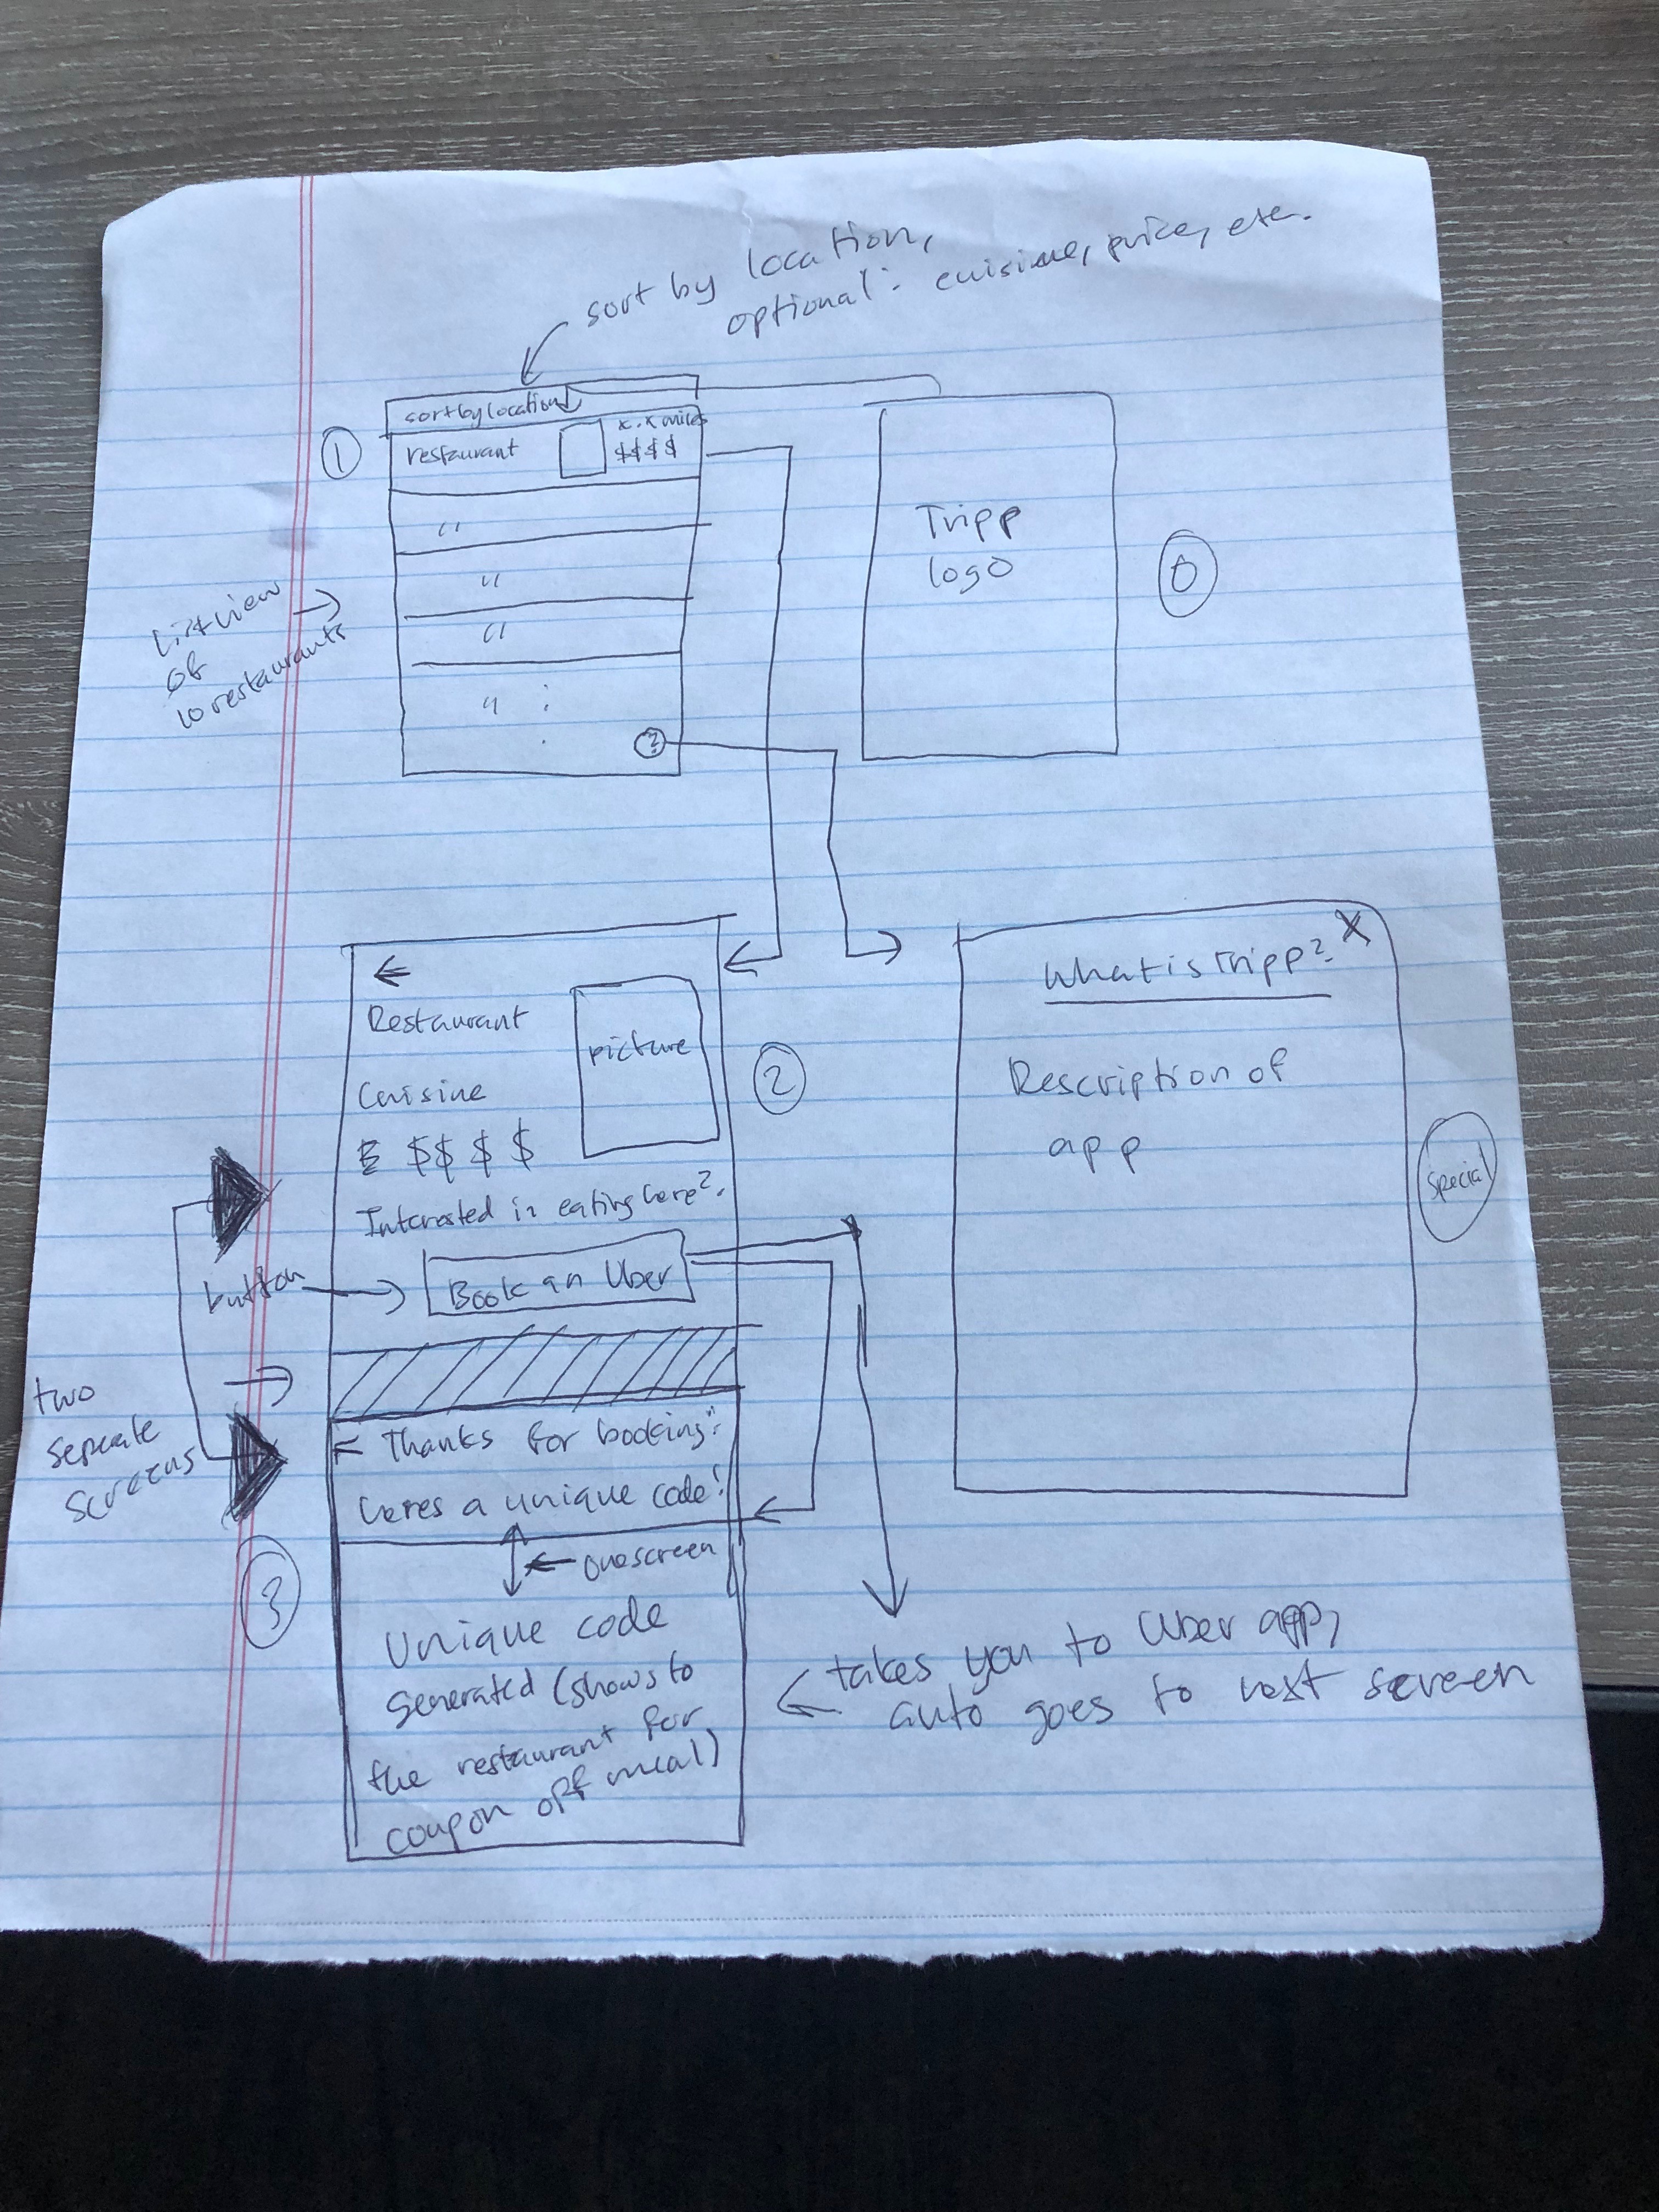 sort by location,
optional: cuisine, price, etc.
sort by location
1
restaurant
x.x miles
$$$$
"
"
"
"
?
List view
of
10 restaurants
Tripp
logo
0
←
Restaurant
picture
Cuisine
$ $ $ $
Interested in eating here?
button
Book an Uber
2
What is Tripp?
X
Description of
app
special
two
seperate
screens
← Thanks for booking!
heres a unique code!
one screen
3
Unique code
generated (shows to
the restaurant for
coupon off meal)
takes you to Uber app,
auto goes to next screen